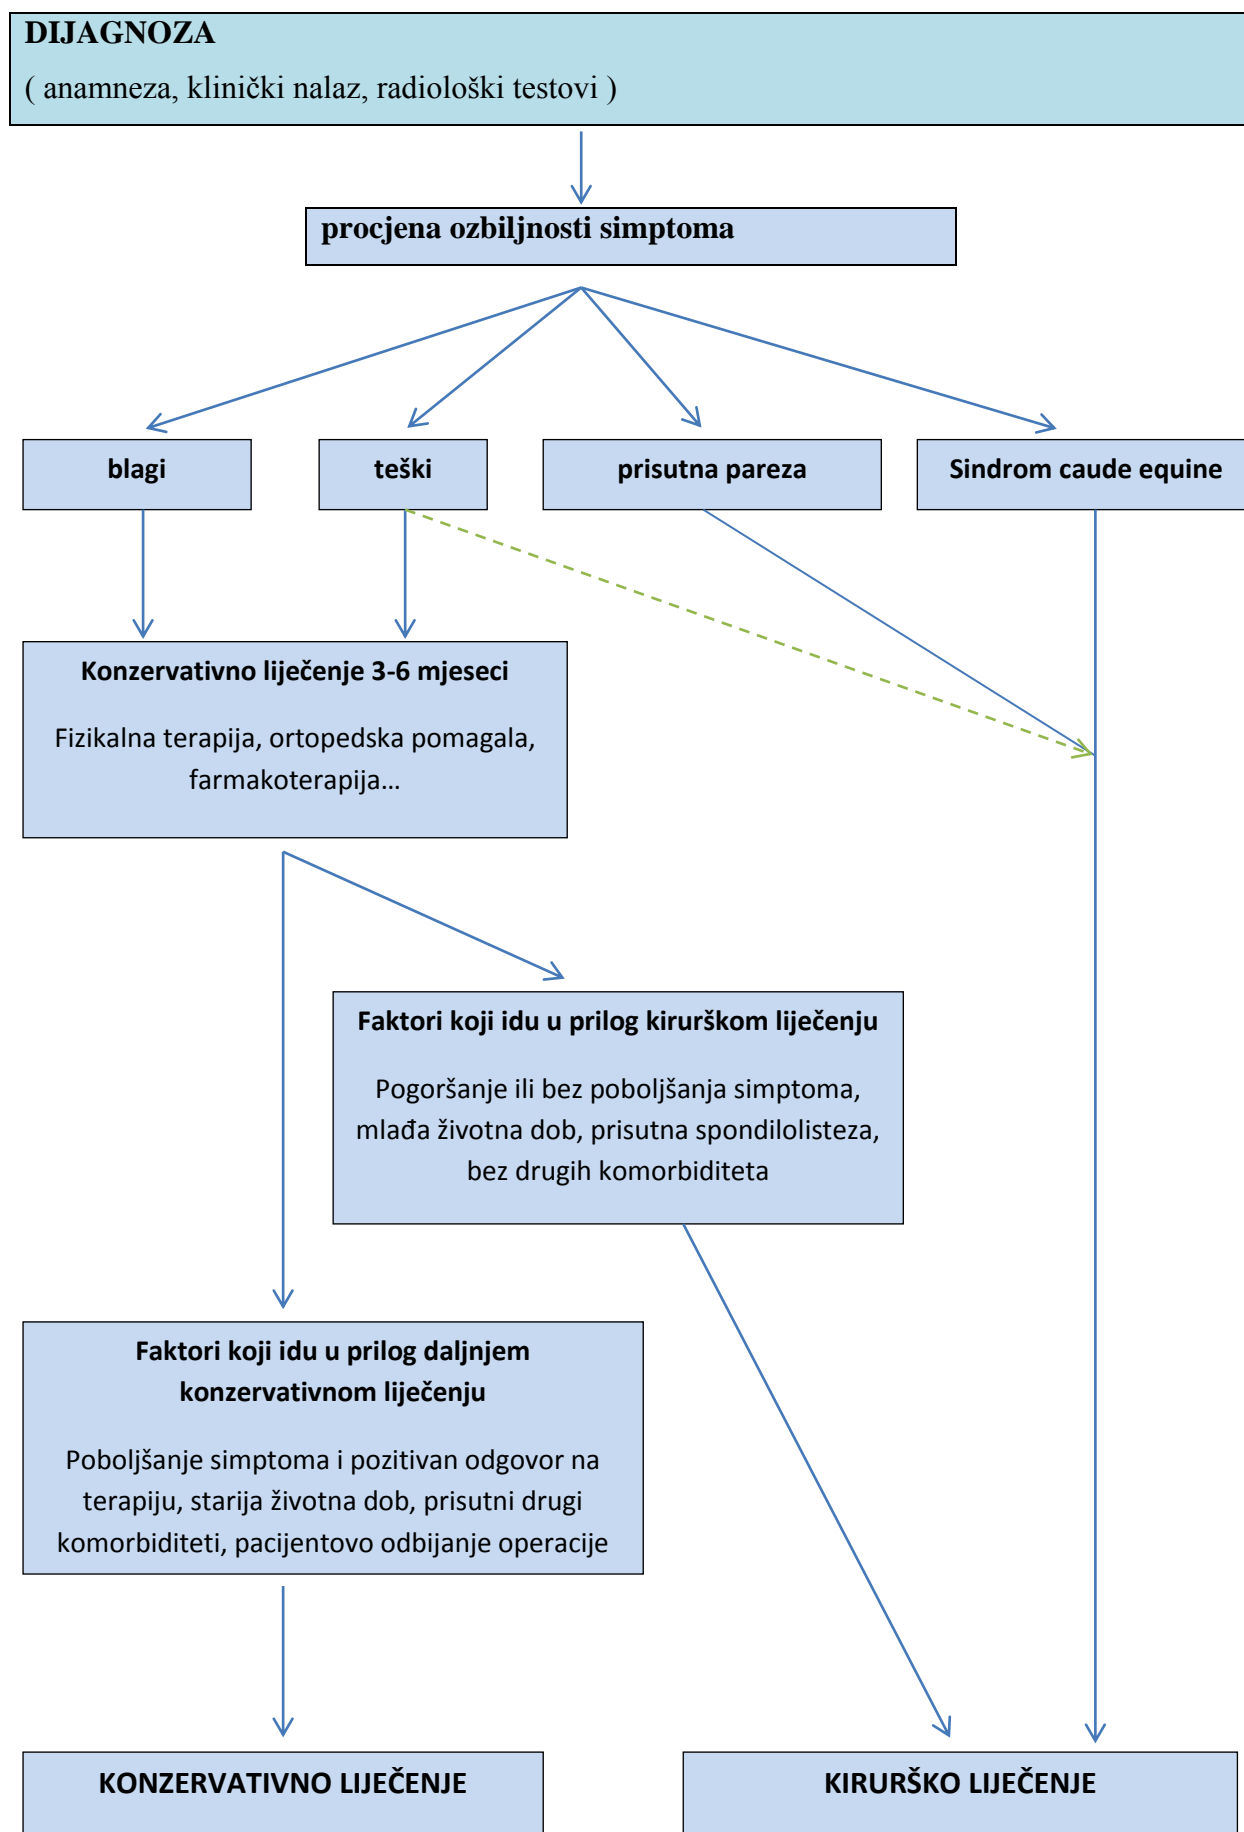 DIJAGNOZA
( anamneza, klinički nalaz, radiološki testovi )
procjena ozbiljnosti simptoma
blagi
teški
prisutna pareza
Sindrom caude equine
Konzervativno liječenje 3-6 mjeseci
Fizikalna terapija, ortopedska pomagala,
farmakoterapija...
Faktori koji idu u prilog kirurškom liječenju
Pogoršanje ili bez poboljšanja simptoma,
mlađa životna dob, prisutna spondilolisteza,
bez drugih komorbiditeta
Faktori koji idu u prilog daljnjem
konzervativnom liječenju
Poboljšanje simptoma i pozitivan odgovor na
terapiju, starija životna dob, prisutni drugi
komorbiditeti, pacijentovo odbijanje operacije
KONZERVATIVNO LIJEČENJE
KIRURŠKO LIJEČENJE